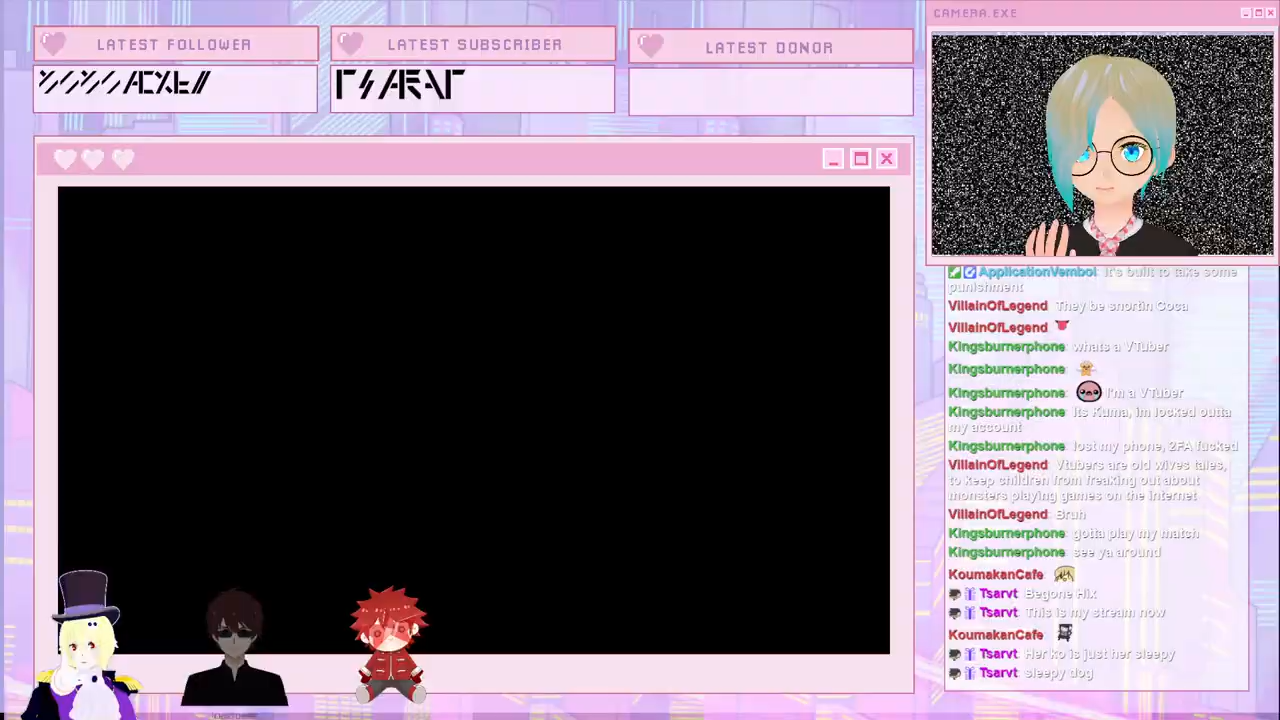 CAMERA.EXE
LATEST FOLLOWER
LATEST SUBSCRIBER
LATEST DONOR
ApplicationVembol It's built to take some
punishment
VillainOfLegend They be snortin Coca
VillainOfLegend
Kingsburnerphone whats a VTuber
Kingsburnerphone
Kingsburnerphone I'm a VTuber
Kingsburnerphone Its Kuma, im locked outta
my account
Kingsburnerphone lost my phone, 2FA fucked
VillainOfLegend Vtubers are old wives tales,
to keep children from freaking out about
monsters playing games on the internet
VillainOfLegend Bruh
Kingsburnerphone gotta play my match
Kingsburnerphone see ya around
KoumakanCafe
Tsarvt Begone Hix
Tsarvt This is my stream now
KoumakanCafe
Tsarvt Her ko is just her sleepy
Tsarvt sleepy dog